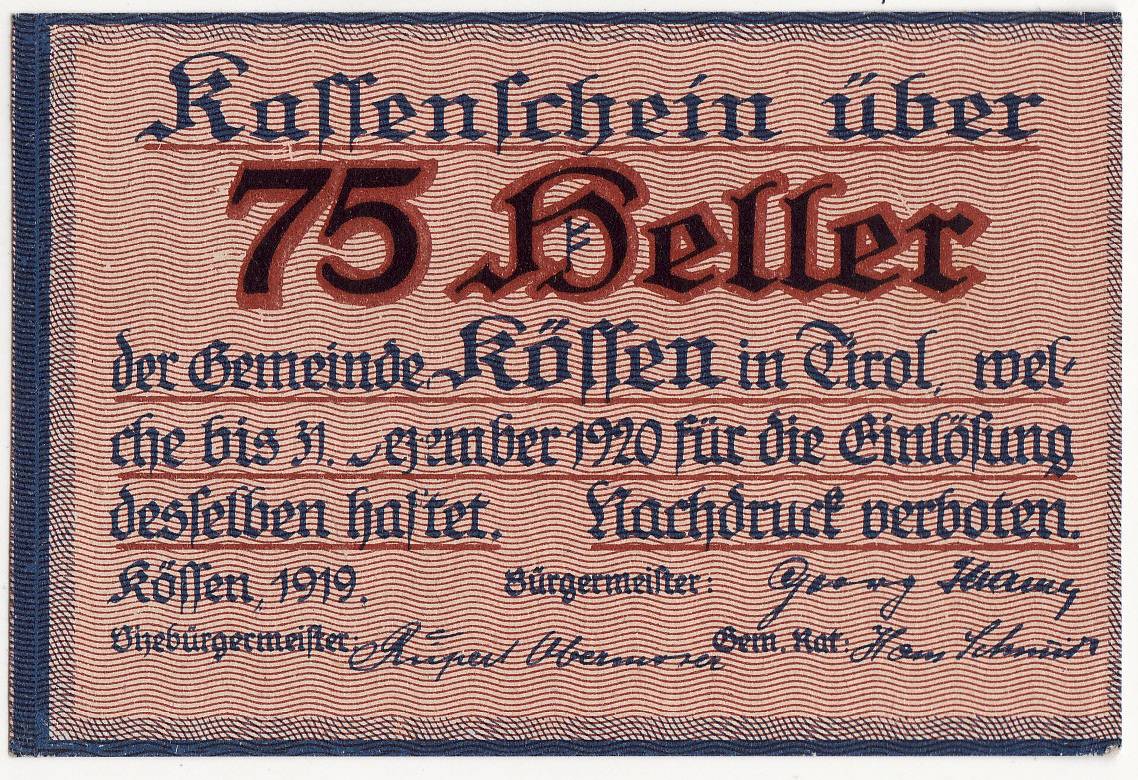 Kassenschein über
75 Heller
der Gemeinde Kössen in Tirol, wel-
che bis 31. Dezember 1920 für die Einlösung
desselben haftet. Nachdruck verboten.
Kössen, 1919. Bürgermeister: Georg
Vizebürgermeister: Rupert Obermoser Gem. Rat: Hans Schmidt